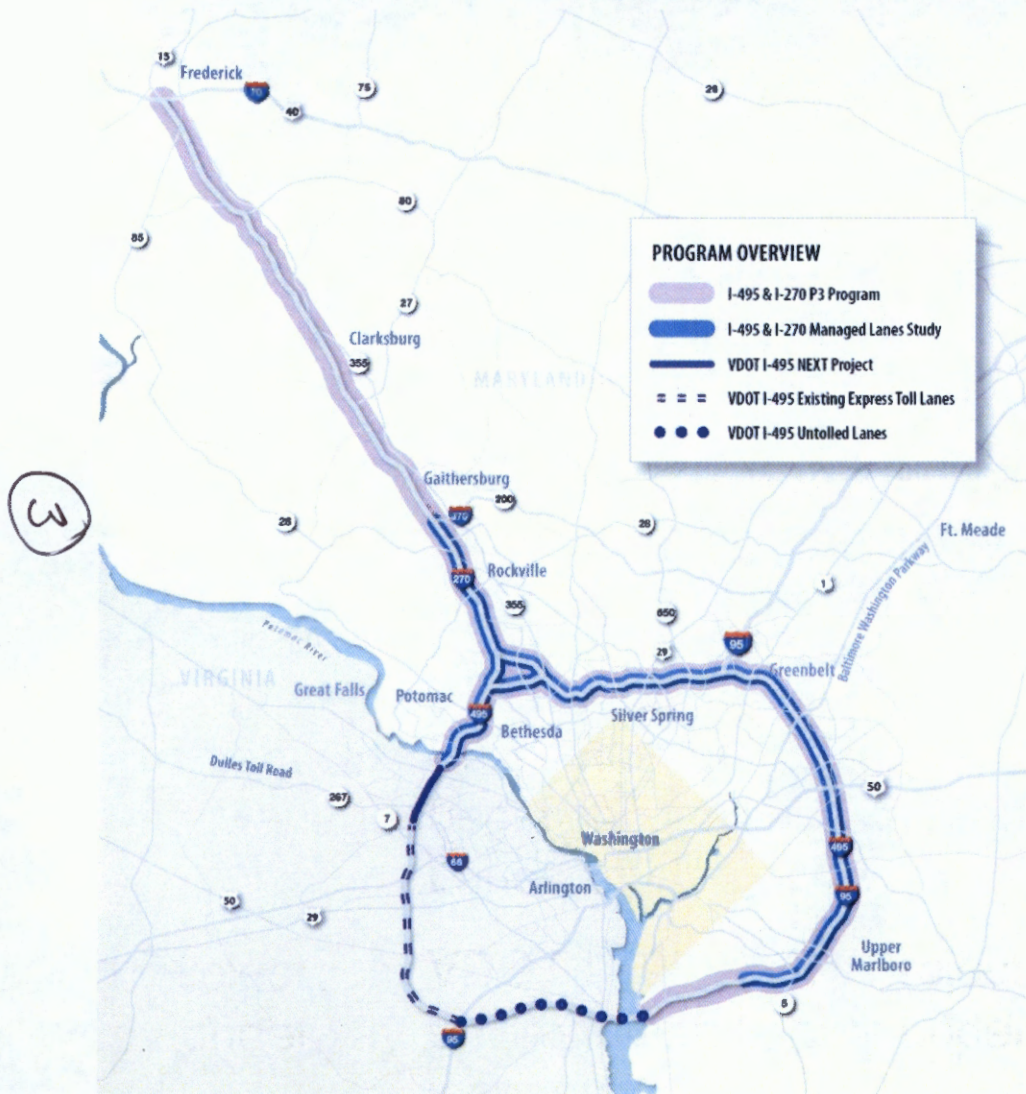 15
Frederick
70
75
40
26
80
85
PROGRAM OVERVIEW
I-495 & I-270 P3 Program
I-495 & I-270 Managed Lanes Study
VDOT I-495 NEXT Project
VDOT I-495 Existing Express Toll Lanes
VDOT I-495 Untolled Lanes
27
Clarksburg
355
MARYLAND
Gaithersburg
3
370
200
28
28
Ft. Meade
270
Rockville
355
650
1
Baltimore Washington Parkway
95
29
Greenbelt
Potomac River
VIRGINIA
Great Falls
Potomac
495
Bethesda
Silver Spring
Dulles Toll Road
267
7
50
Washington
495
66
Arlington
95
50
29
Upper
Marlboro
5
95